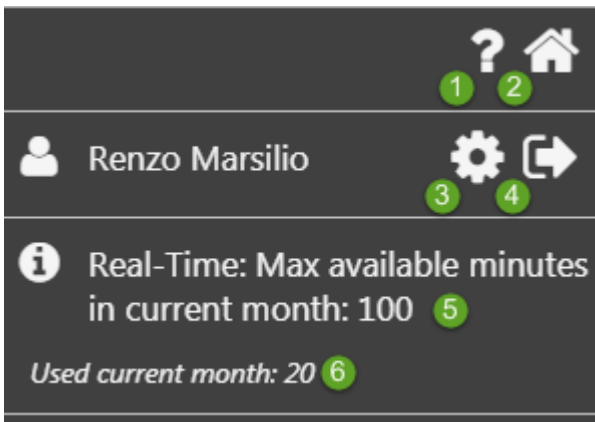 ?
1 2
Renzo Marsilio
3 4
Real-Time: Max available minutes
in current month: 100 5
Used current month: 20 6